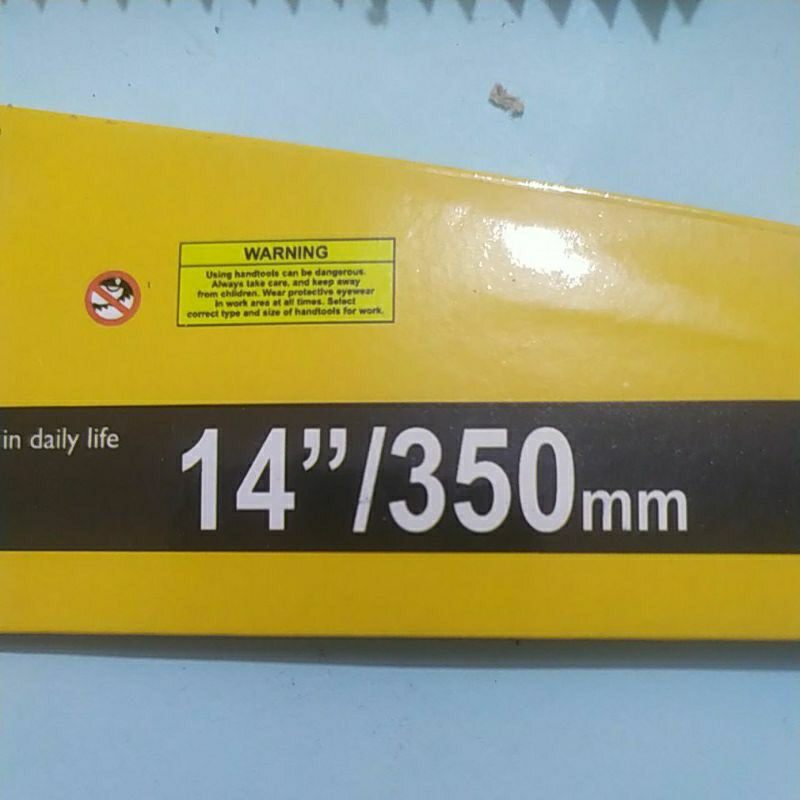 WARNING
Using handtools can be dangerous.
Always take care, and keep away
from children. Wear protective eyewear
in work area at all times. Select
correct type and size of handtools for work.
in daily life
14”/350mm